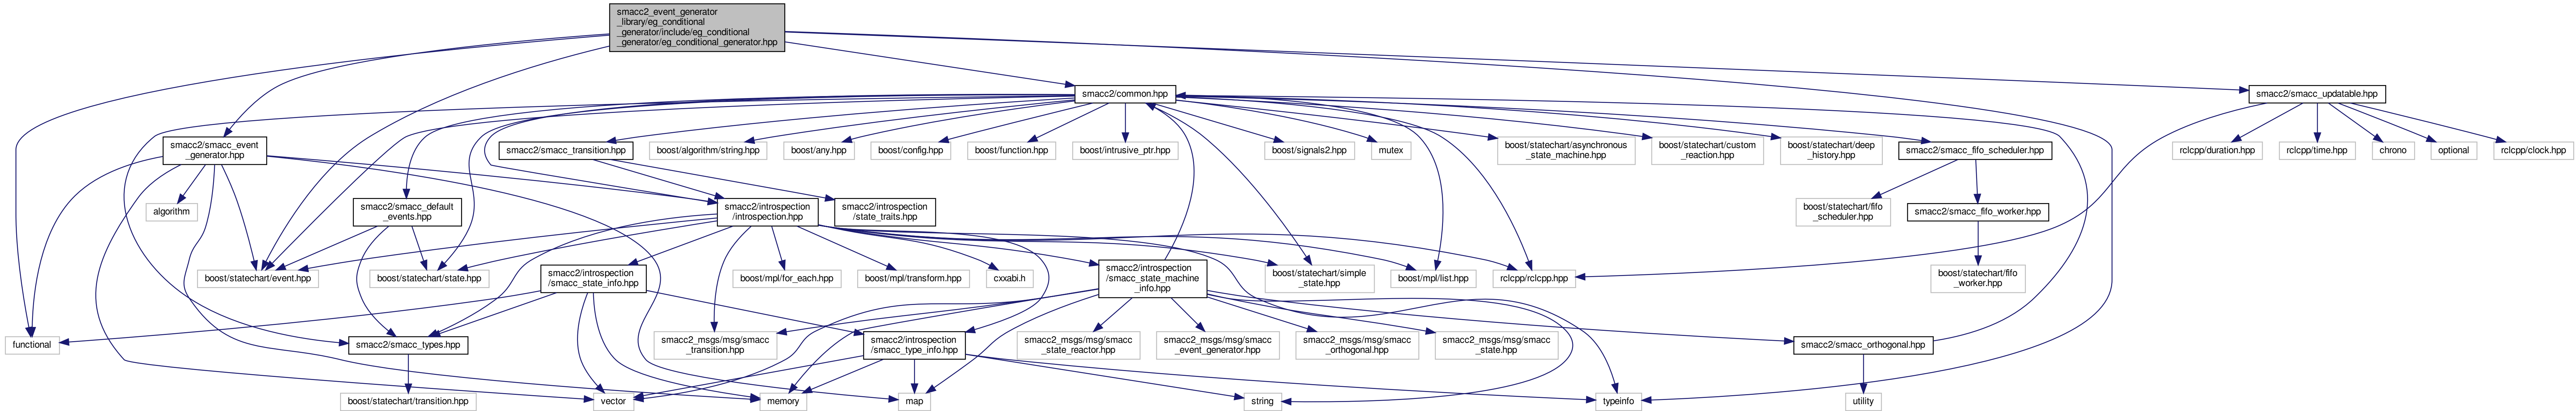 smacc2_event_generator
_library/eg_conditional
_generator/include/eg_conditional
_generator/eg_conditional_generator.hpp
smacc2/common.hpp
smacc2/smacc_updatable.hpp
smacc2/smacc_event
_generator.hpp
smacc2/smacc_transition.hpp
boost/algorithm/string.hpp
boost/any.hpp
boost/config.hpp
boost/function.hpp
boost/intrusive_ptr.hpp
boost/signals2.hpp
mutex
boost/statechart/asynchronous
_state_machine.hpp
boost/statechart/custom
_reaction.hpp
boost/statechart/deep
_history.hpp
smacc2/smacc_fifo_scheduler.hpp
rclcpp/duration.hpp
rclcpp/time.hpp
chrono
optional
rclcpp/clock.hpp
algorithm
smacc2/smacc_default
_events.hpp
smacc2/introspection
/introspection.hpp
smacc2/introspection
/state_traits.hpp
boost/statechart/fifo
_scheduler.hpp
smacc2/smacc_fifo_worker.hpp
boost/statechart/event.hpp
boost/statechart/state.hpp
smacc2/introspection
/smacc_state_info.hpp
boost/mpl/for_each.hpp
boost/mpl/transform.hpp
cxxabi.h
smacc2/introspection
/smacc_state_machine
_info.hpp
boost/statechart/simple
_state.hpp
boost/mpl/list.hpp
rclcpp/rclcpp.hpp
boost/statechart/fifo
_worker.hpp
functional
smacc2/smacc_types.hpp
smacc2_msgs/msg/smacc
_transition.hpp
smacc2/introspection
/smacc_type_info.hpp
smacc2_msgs/msg/smacc
_state_reactor.hpp
smacc2_msgs/msg/smacc
_event_generator.hpp
smacc2_msgs/msg/smacc
_orthogonal.hpp
smacc2_msgs/msg/smacc
_state.hpp
smacc2/smacc_orthogonal.hpp
boost/statechart/transition.hpp
vector
memory
map
string
typeinfo
utility